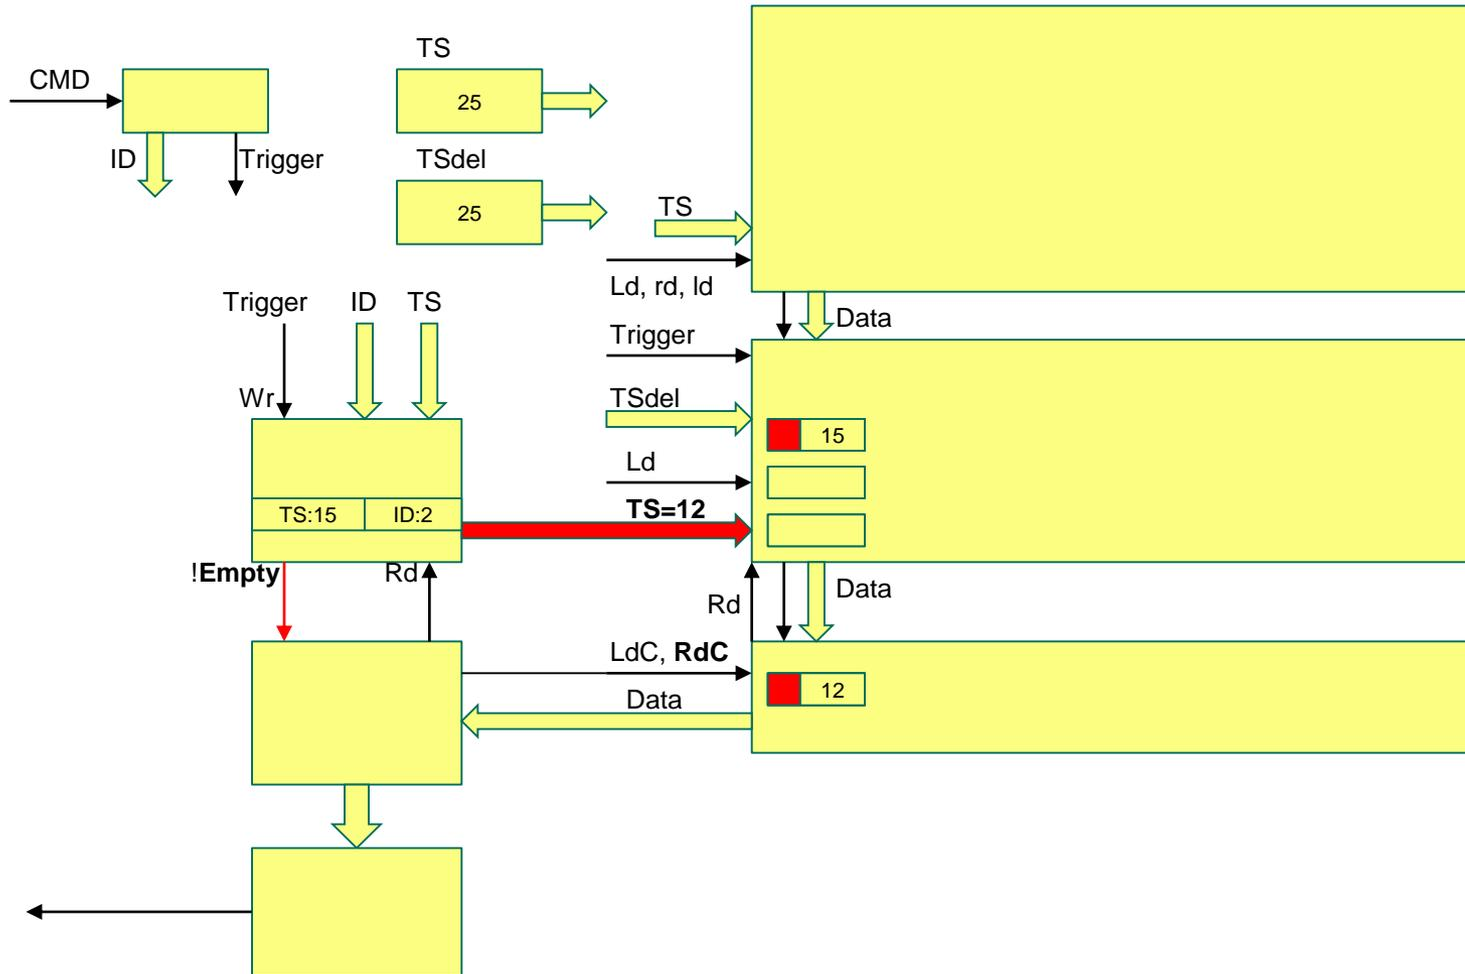 TS
CMD
25
ID
Trigger
TSdel
25
TS
Ld, rd, ld
Trigger
ID
TS
Data
Trigger
Wr
TSdel
15
Ld
TS=12
TS:15
ID:2
!Empty
Rd
Data
Rd
LdC, RdC
12
Data